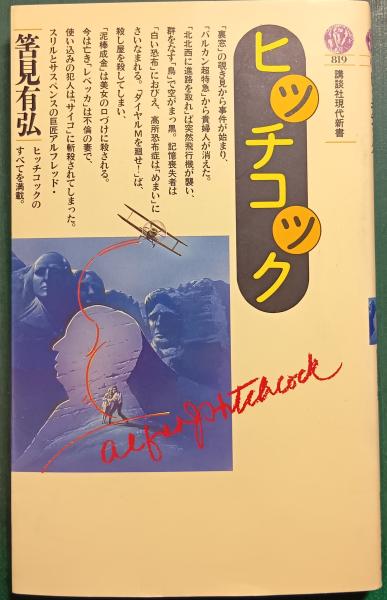 819
講談社現代新書
ヒッチコック
「裏窓」の覗き見から事件が始まり、
「バルカン超特急」から貴婦人が消えた。
「北北西に進路を取れ」ば突然飛行機が襲い、
群をなす「鳥」で空がまっ黒。記憶喪失者は
「白い恐布」におびえ、高所恐布症は「めまい」に
さいなまれる。「ダイヤルMを廻せ!」は、
殺し屋を殺してしまい、
「泥棒成金」は美女の口づけに殺される。
今は亡き「レベッカ」は不倫の妻で、
使い込みの犯人は「サイコ」に斬殺されてしまった。
スリルとサスペンスの巨匠アルフレッド・
ヒッチコックの
すべてを満載。
筈見有弘
Alfred J Hitchcock